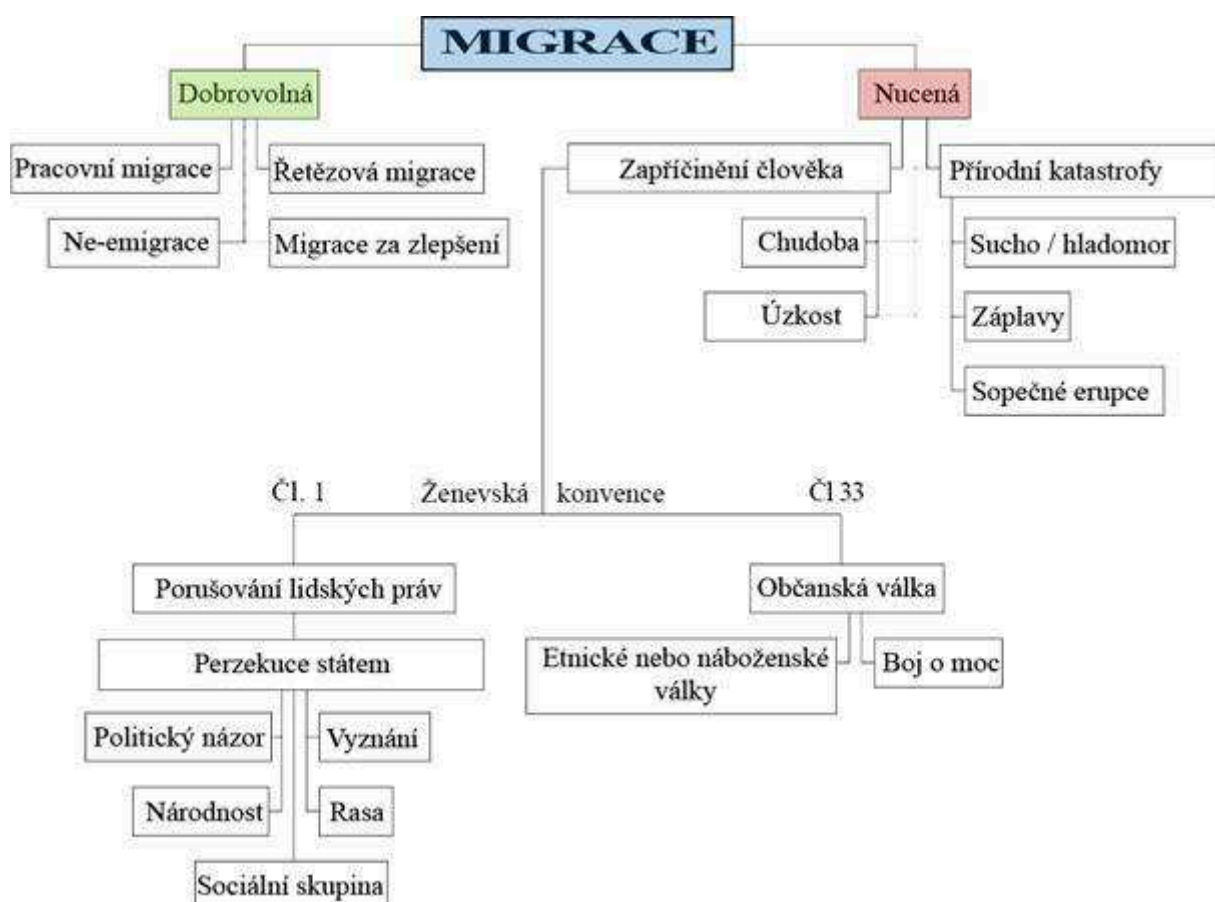 MIGRACE
Dobrovolná
Nucená
Pracovní migrace
Řetězová migrace
Zapříčinění člověka
Přírodní katastrofy
Ne-emigrace
Migrace za zlepšení
Chudoba
Sucho / hladomor
Úzkost
Záplavy
Sopečné erupce
Čl. 1
Ženevská konvence
Čl 33
Porušování lidských práv
Občanská válka
Perzekuce státem
Etnické nebo náboženské
války
Boj o moc
Politický názor
Vyznání
Národnost
Rasa
Sociální skupina